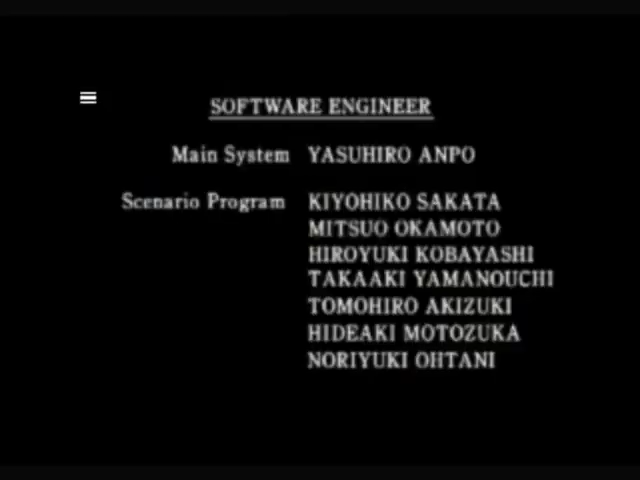 SOFTWARE ENGINEER
Main System YASUHIRO ANPO
Scenario Program KIYOHIKO SAKATA
MITSUO OKAMOTO
HIROYUKI KOBAYASHI
TAKAAKI YAMANOUCHI
TOMOHIRO AKIZUKI
HIDEAKI MOTOZUKA
NORIYUKI OHTANI